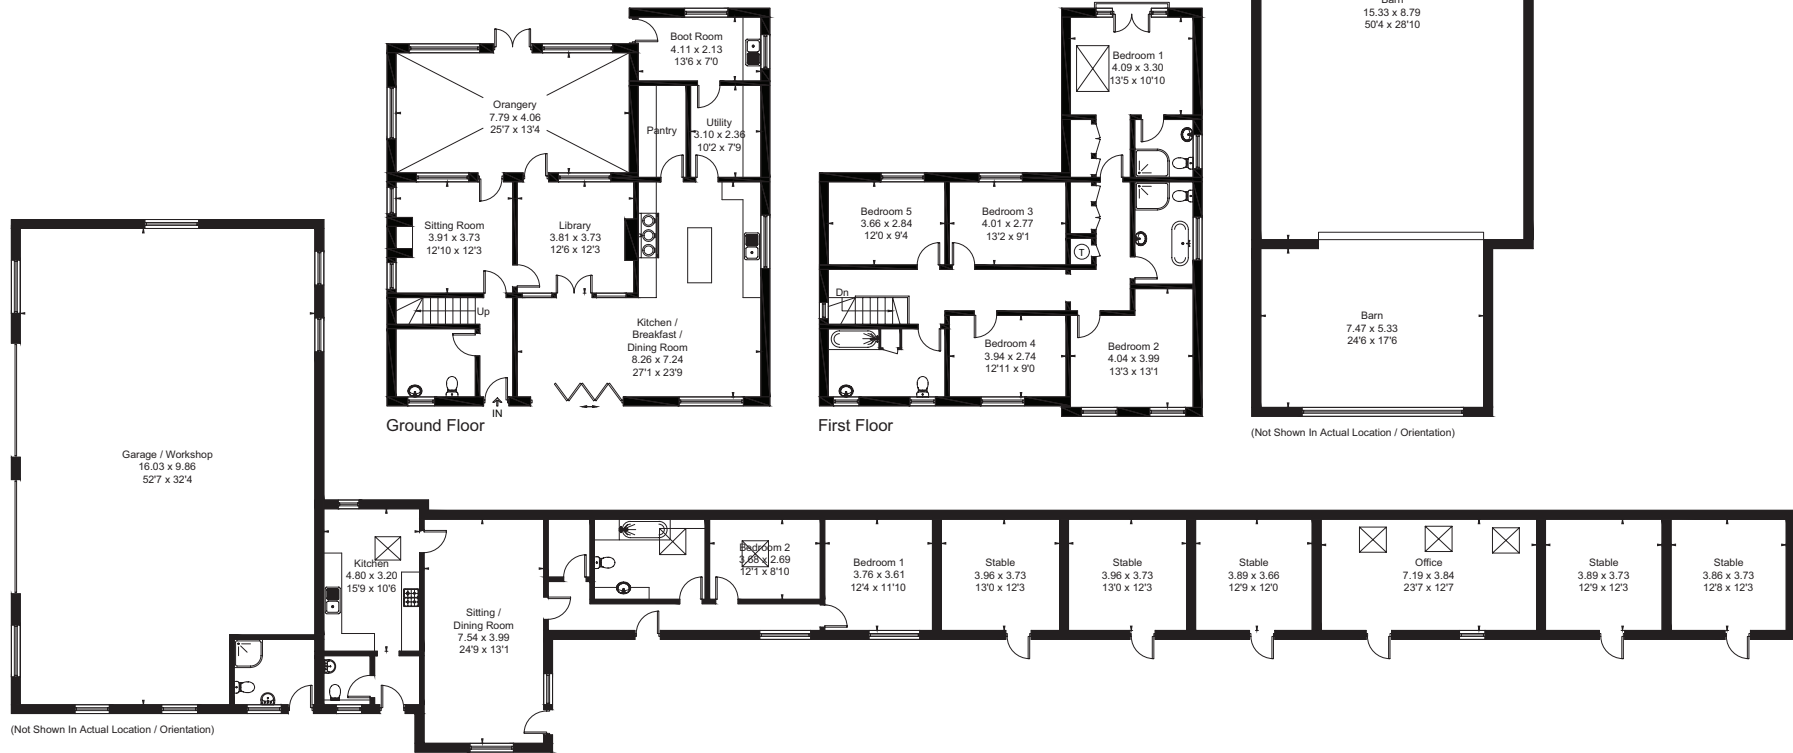 Boot Room
4.11 x 2.13
13'6 x 7'0
Orangery
7.79 x 4.06
25'7 x 13'4
Pantry
Utility
3.10 x 2.36
10'2 x 7'9
Sitting Room
3.91 x 3.73
12'10 x 12'3
Library
3.81 x 3.73
12'6 x 12'3
Up
Kitchen /
Breakfast /
Dining Room
8.26 x 7.24
27'1 x 23'9
IN
Ground Floor
Bedroom 1
4.09 x 3.30
13'5 x 10'10
Bedroom 5
3.66 x 2.84
12'0 x 9'4
Bedroom 3
4.01 x 2.77
13'2 x 9'1
T
Dn
Bedroom 4
3.94 x 2.74
12'11 x 9'0
Bedroom 2
4.04 x 3.99
13'3 x 13'1
First Floor
Barn
15.33 x 8.79
50'4 x 28'10
Barn
7.47 x 5.33
24'6 x 17'6
(Not Shown In Actual Location / Orientation)
Garage / Workshop
16.03 x 9.86
52'7 x 32'4
Kitchen
4.80 x 3.20
15'9 x 10'6
Sitting /
Dining Room
7.54 x 3.99
24'9 x 13'1
Bedroom 2
3.68 x 2.69
12'1 x 8'10
Bedroom 1
3.76 x 3.61
12'4 x 11'10
Stable
3.96 x 3.73
13'0 x 12'3
Stable
3.96 x 3.73
13'0 x 12'3
Stable
3.89 x 3.66
12'9 x 12'0
Office
7.19 x 3.84
23'7 x 12'7
Stable
3.89 x 3.73
12'9 x 12'3
Stable
3.86 x 3.73
12'8 x 12'3
(Not Shown In Actual Location / Orientation)